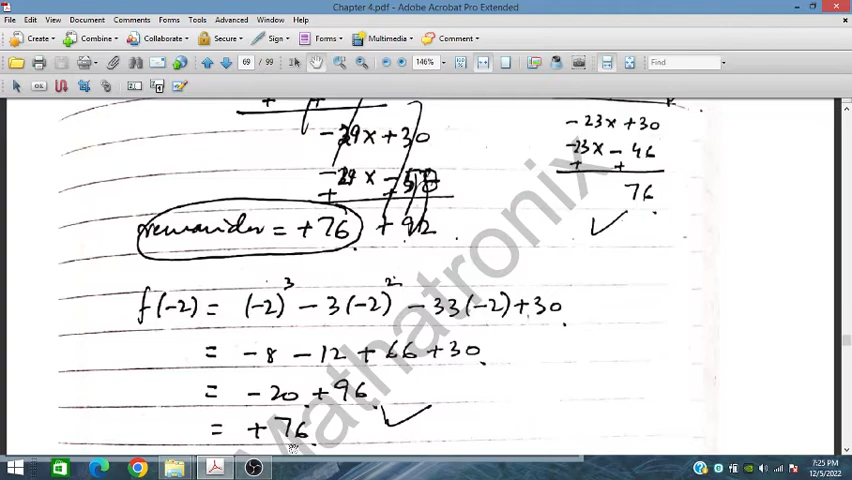 Chapter 4.pdf - Adobe Acrobat Pro Extended
File Edit View Document Comments Forms Tools Advanced Window Help
Create Combine Collaborate Secure Sign Forms Multimedia Comment
69 / 99 146% Find
+ +
-29x + 30
+
remainder = +76 + 92
-23x + 30
-23x - 46
+ +
76
f(-2) = (-2)³ - 3(-2)² - 33(-2) + 30
= -8 - 12 + 66 + 30
= -20 + 96
= +76
Mathatronix
7:25 PM
12/5/2022